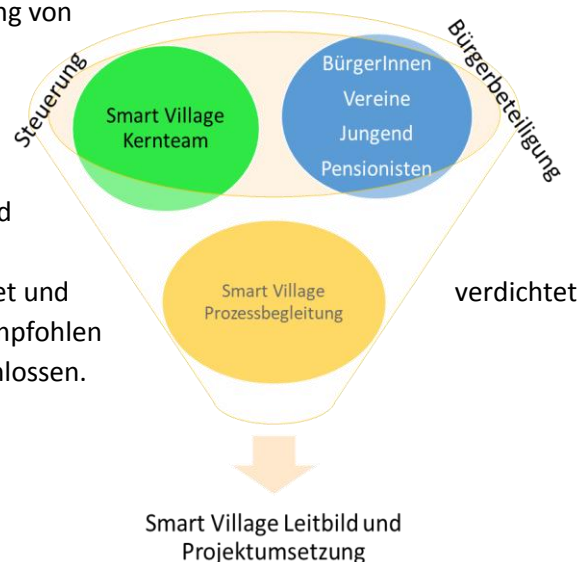 ng von
Steuerung
Bürgerbeteiligung
Smart Village
Kernteam
BürgerInnen
Vereine
Jungend
Pensionisten
d
et und verdichtet
mpfohlen
hlossen.
Smart Village
Prozessbegleitung
Smart Village Leitbild und
Projektumsetzung